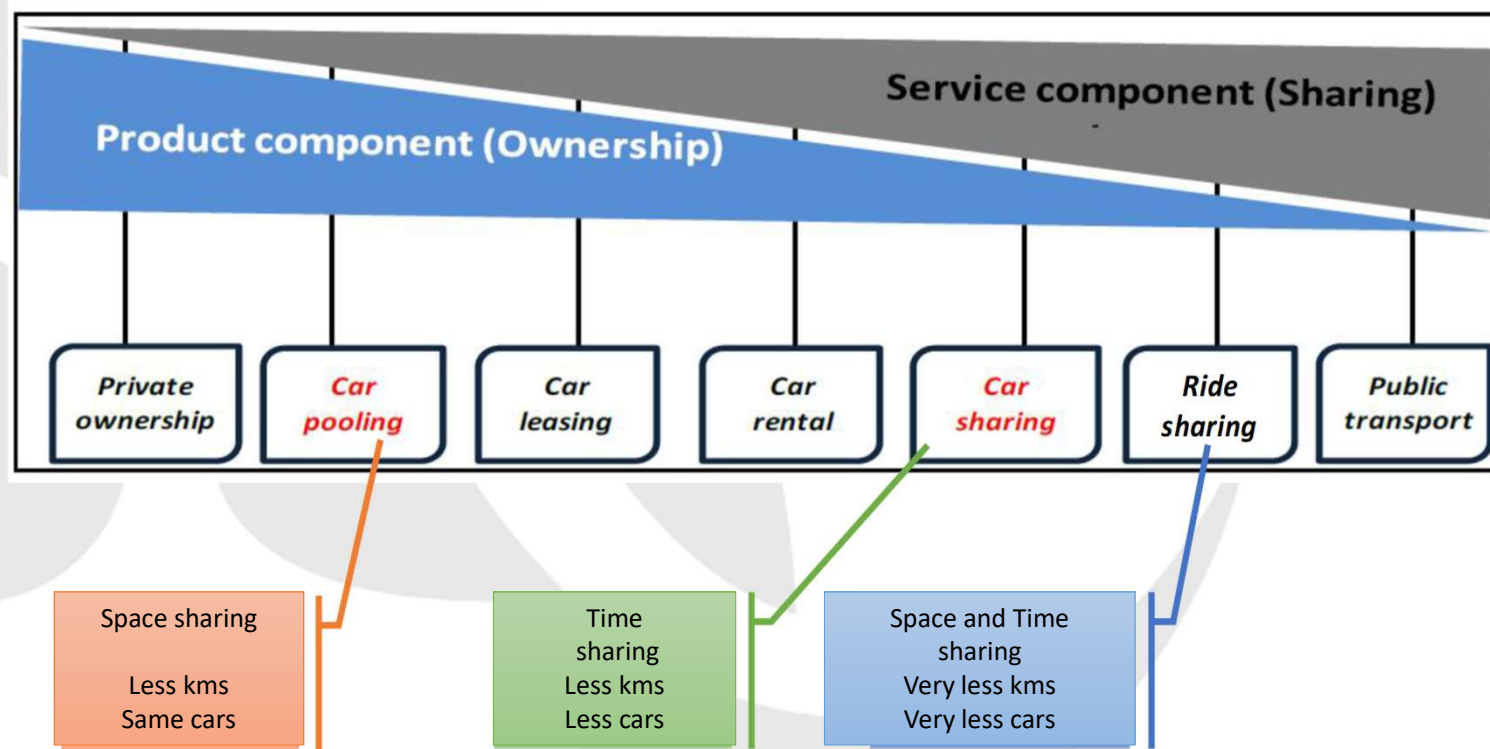 Service component (Sharing)
Product component (Ownership)
Private
ownership
Car
pooling
Car
leasing
Car
rental
Car
sharing
Ride
sharing
Public
transport
Space sharing
Less kms
Same cars
Time
sharing
Less kms
Less cars
Space and Time
sharing
Very less kms
Very less cars